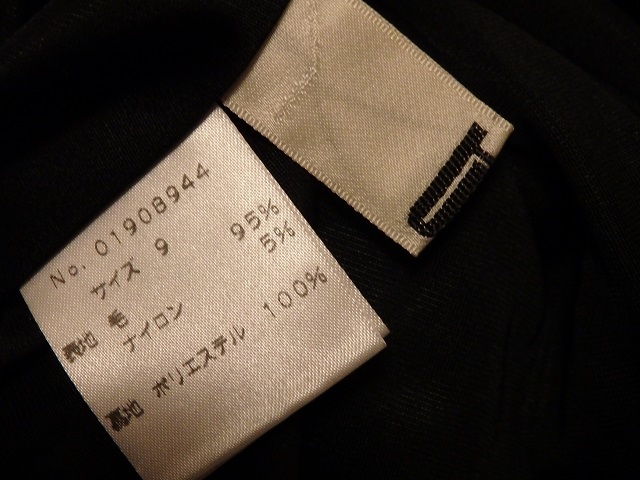 No. 01908944
サイズ 9
表地 毛 95%
ナイロン 5%
裏地 ポリエステル 100%